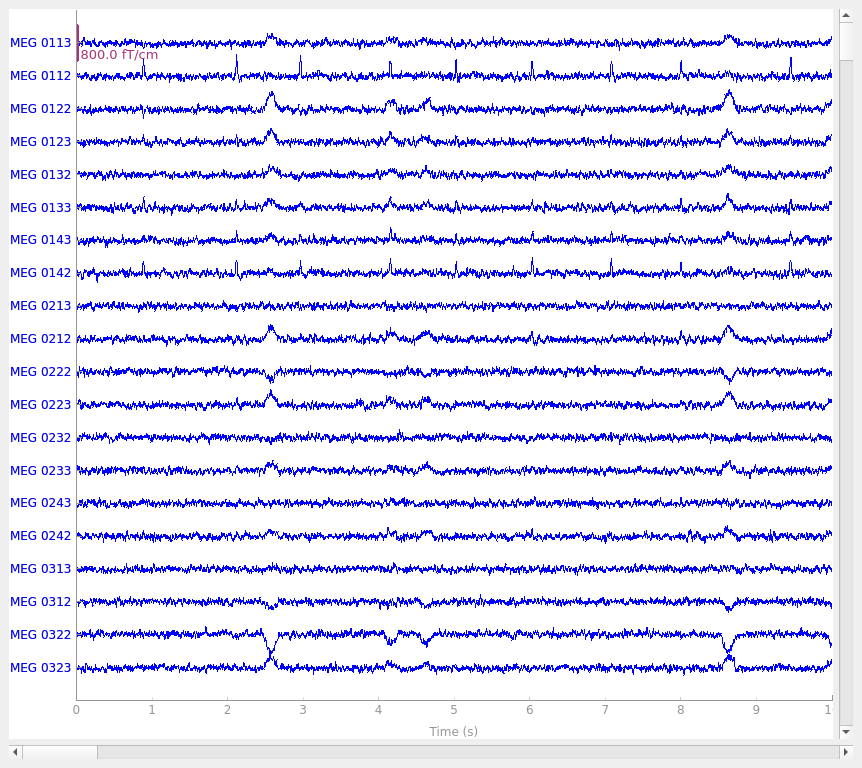 MEG 0113
800.0 fT/cm
MEG 0112
MEG 0122
MEG 0123
MEG 0132
MEG 0133
MEG 0143
MEG 0142
MEG 0213
MEG 0212
MEG 0222
MEG 0223
MEG 0232
MEG 0233
MEG 0243
MEG 0242
MEG 0313
MEG 0312
MEG 0322
MEG 0323
0 1 2 3 4 5 6 7 8 9 1
Time (s)